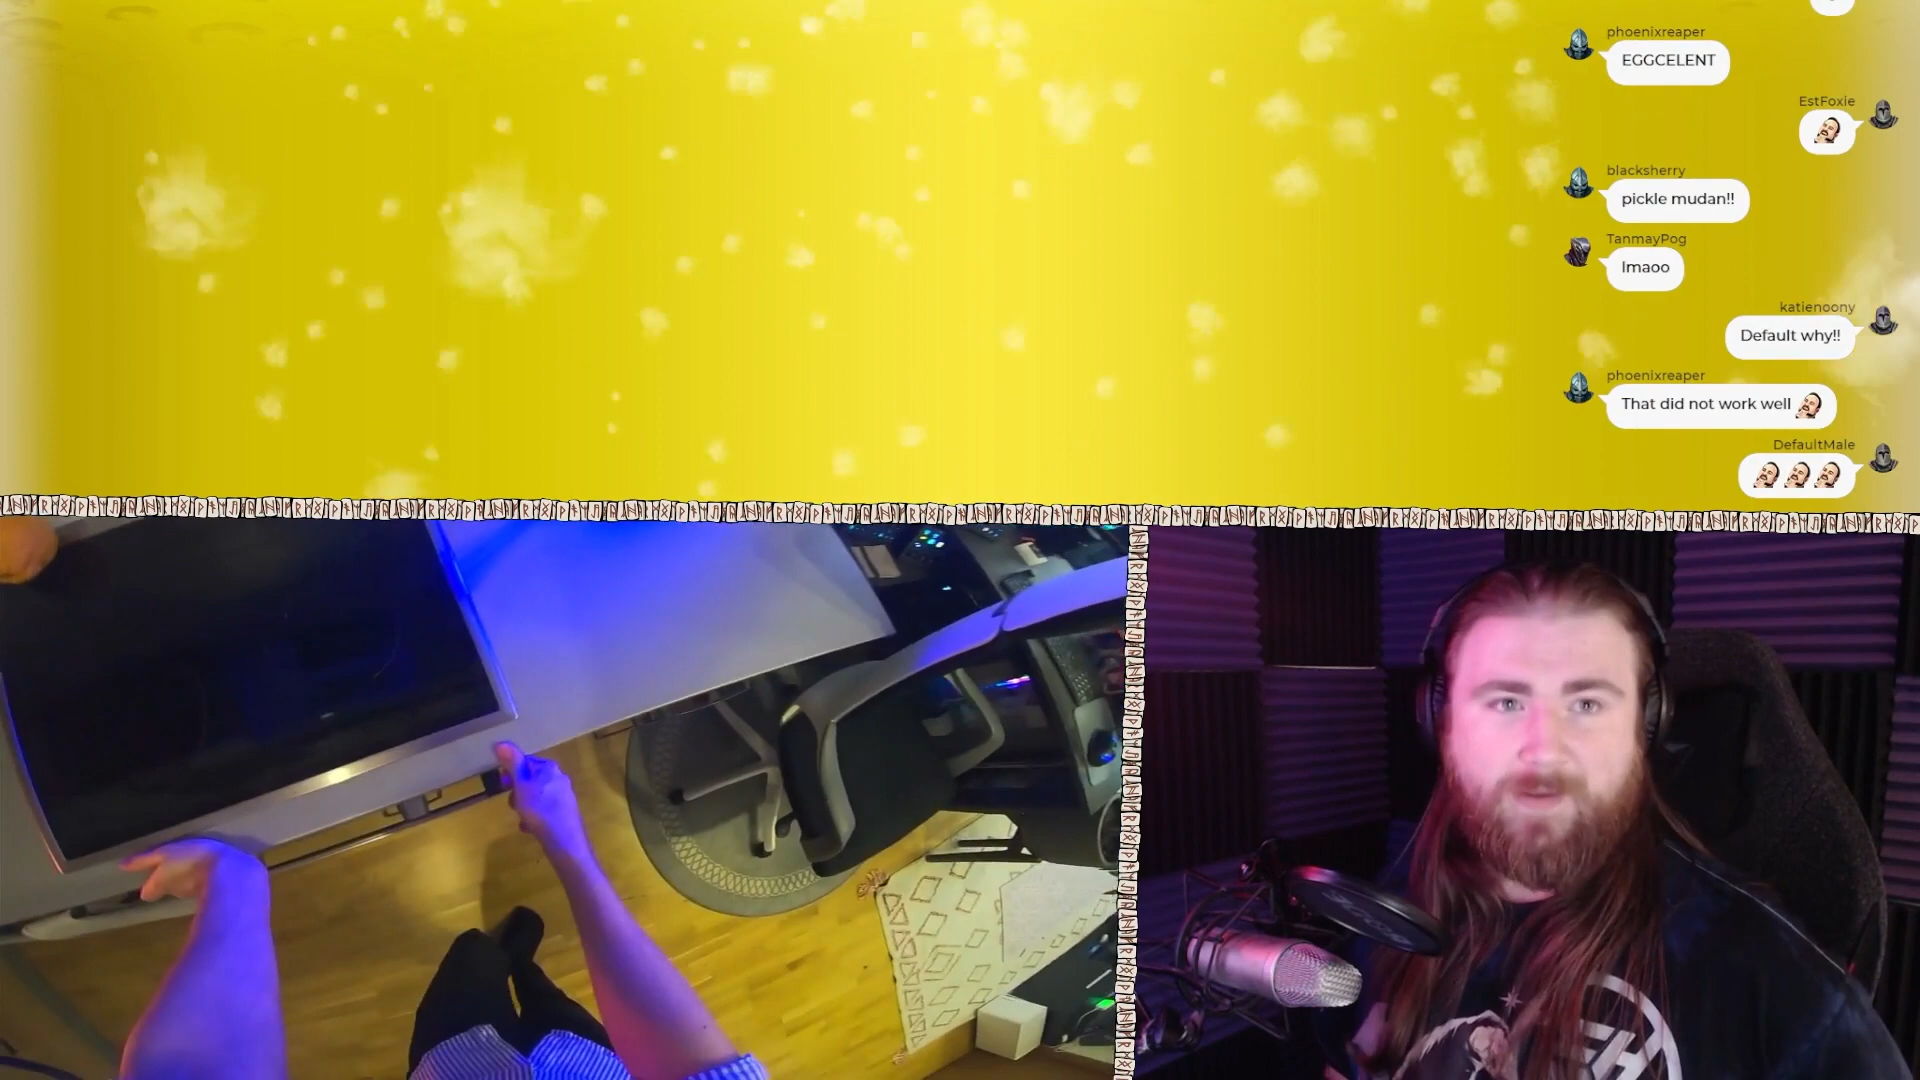 phoenixreaper
EGGCELENT
EstFoxie
blacksherry
pickle mudan!!
TanmayPog
lmaoo
katienoony
Default why!!
phoenixreaper
That did not work well
DefaultMale